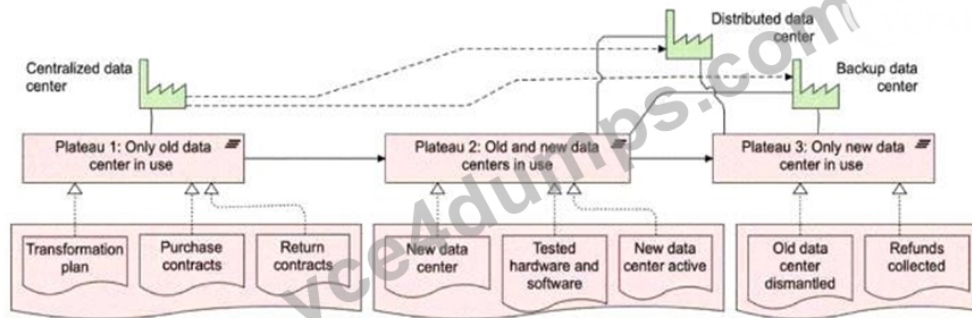 Distributed data
center
Centralized data
center
Backup data
center
Plateau 1: Only old data
center in use
Plateau 2: Old and new data
centers in use
Plateau 3: Only new data
center in use
Transformation
plan
Purchase
contracts
Return
contracts
New data
center
Tested
hardware and
software
New data
center active
Old data
center
dismantled
Refunds
collected
vce4dumps.com